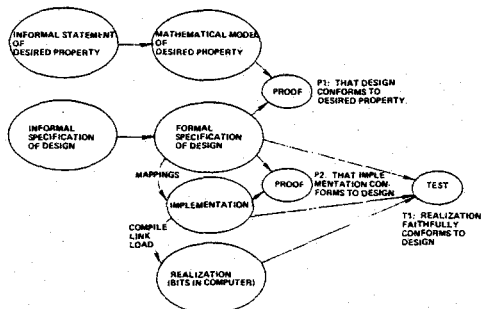 INFORMAL STATEMENT
OF
DESIRED PROPERTY
MATHEMATICAL MODEL
OF
DESIRED PROPERTY
PROOF
P1: THAT DESIGN
CONFORMS TO
DESIRED PROPERTY.
INFORMAL
SPECIFICATION
OF DESIGN
FORMAL
SPECIFICATION
OF DESIGN
MAPPINGS
PROOF
P2. THAT IMPLE
MENTATION CON-
FORMS TO DESIGN
TEST
IMPLEMENTATION
T1: REALIZATION
FAITHFULLY
CONFORMS TO
DESIGN
COMPILE
LINK
LOAD
REALIZATION
(BITS IN COMPUTER)